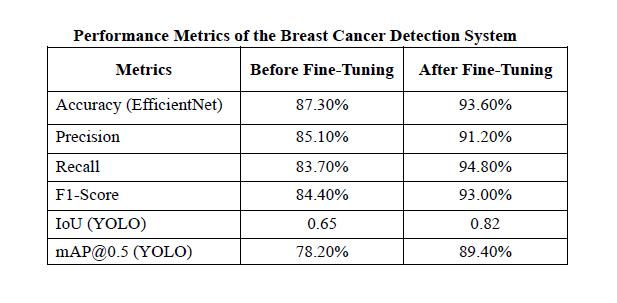 Performance Metrics of the Breast Cancer Detection System
Metrics Before Fine-Tuning After Fine-Tuning
Accuracy (EfficientNet) 87.30% 93.60%
Precision 85.10% 91.20%
Recall 83.70% 94.80%
F1-Score 84.40% 93.00%
IoU (YOLO) 0.65 0.82
mAP@0.5 (YOLO) 78.20% 89.40%